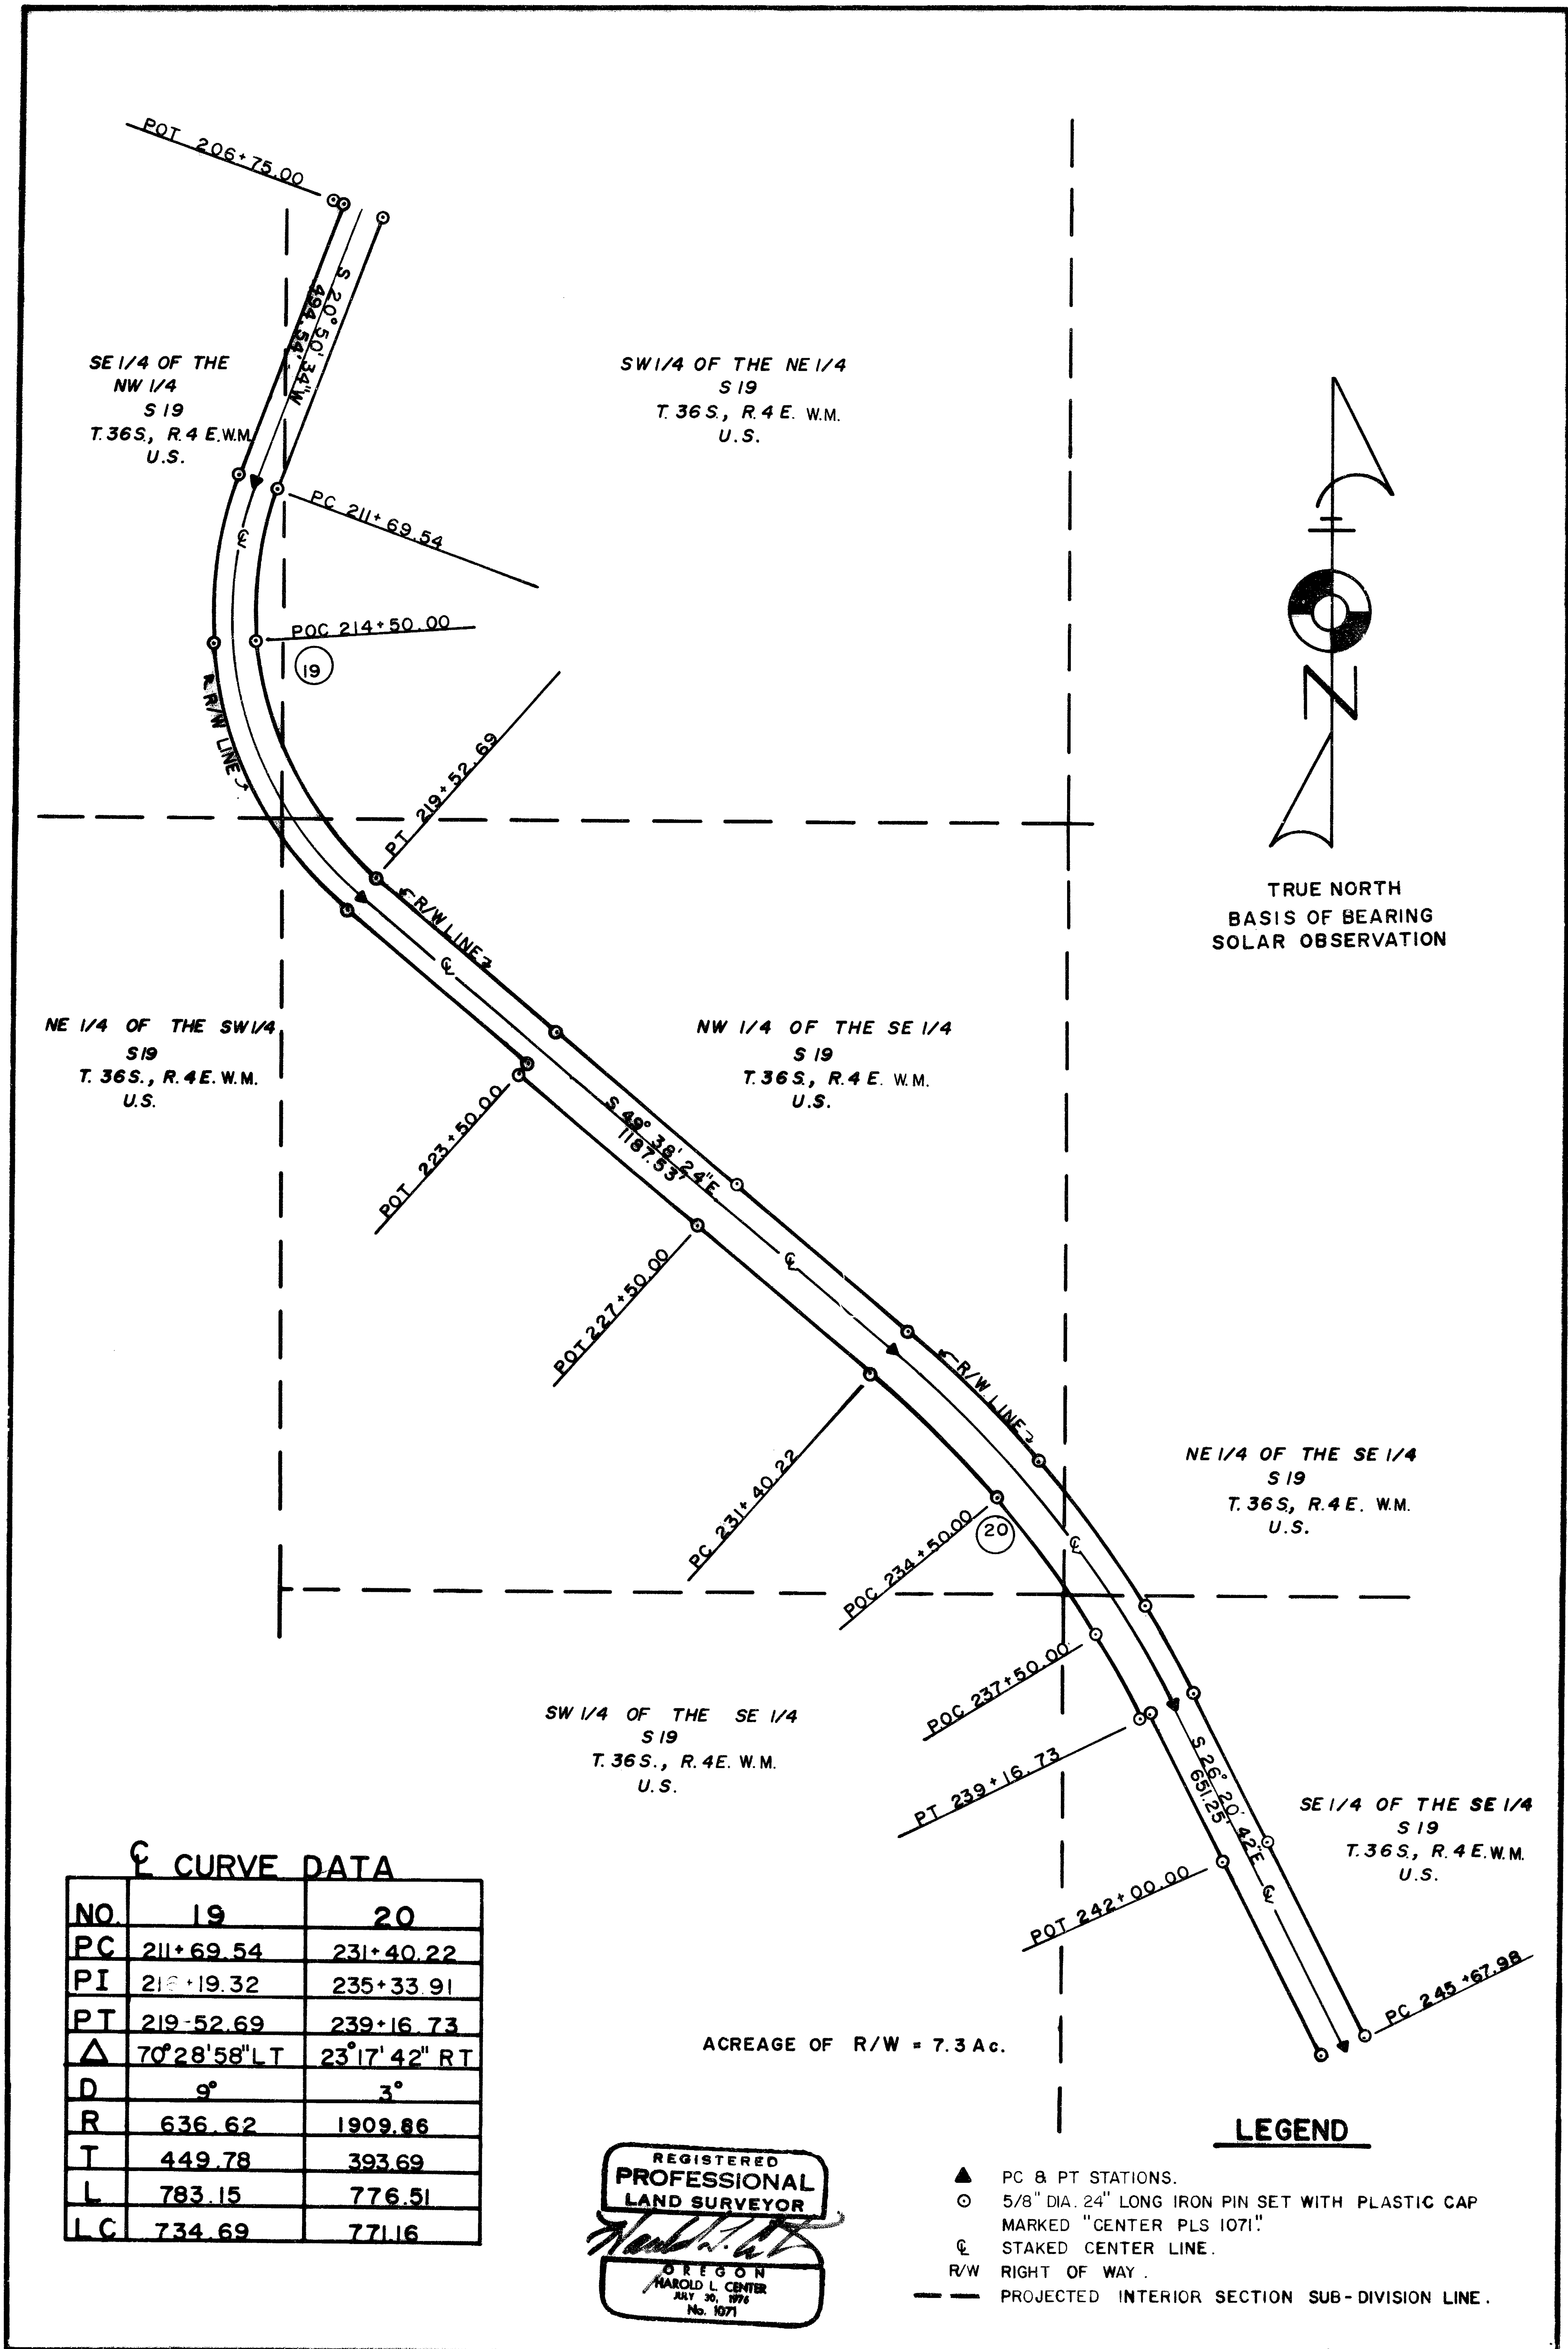 POT 206+75.00
S 20° 50' 34" W
494.54'
SE 1/4 OF THE
NW 1/4
S 19
T. 36 S., R. 4 E. W.M.
U.S.
SW 1/4 OF THE NE 1/4
S 19
T. 36 S., R. 4 E. W.M.
U.S.
PC 211+69.54
℄
POC 214+50.00
19
R/W LINE
PT 219+52.69
N
TRUE NORTH
BASIS OF BEARING
SOLAR OBSERVATION
R/W LINE
℄
NE 1/4 OF THE SW 1/4
S 19
T. 36 S., R. 4 E. W.M.
U.S.
NW 1/4 OF THE SE 1/4
S 19
T. 36 S., R. 4 E. W.M.
U.S.
POT 223+50.00
S 49° 38' 24" E
1187.53'
POT 227+50.00
℄
R/W LINE
PC 231+40.22
NE 1/4 OF THE SE 1/4
S 19
T. 36 S, R. 4 E. W.M.
U.S.
POC 234+50.00
20
℄
POC 237+50.00
SW 1/4 OF THE SE 1/4
S 19
T. 36 S., R. 4 E. W.M.
U.S.
PT 239+16.73
S 26° 20' 42" E
651.25'
SE 1/4 OF THE SE 1/4
S 19
T. 36 S., R. 4 E. W.M.
U.S.
POT 242+00.00
℄
PC 245+67.98
℄ CURVE DATA
NO. 19 20
PC 211+69.54 231+40.22
PI +19.32 235+33.91
PT 219-52.69 239+16.73
Δ 70°28'58" LT 23°17'42" RT
D 9° 3°
R 636.62 1909.86
T 449.78 393.69
L 783.15 776.51
LC 734.69 771.16
ACREAGE OF R/W = 7.3 Ac.
REGISTERED
PROFESSIONAL
LAND SURVEYOR
OREGON
HAROLD L. CENTER
JULY 30, 1976
No. 1071
LEGEND
▲ PC & PT STATIONS.
⊙ 5/8" DIA. 24" LONG IRON PIN SET WITH PLASTIC CAP
MARKED "CENTER PLS 1071".
℄ STAKED CENTER LINE.
R/W RIGHT OF WAY.
PROJECTED INTERIOR SECTION SUB-DIVISION LINE.